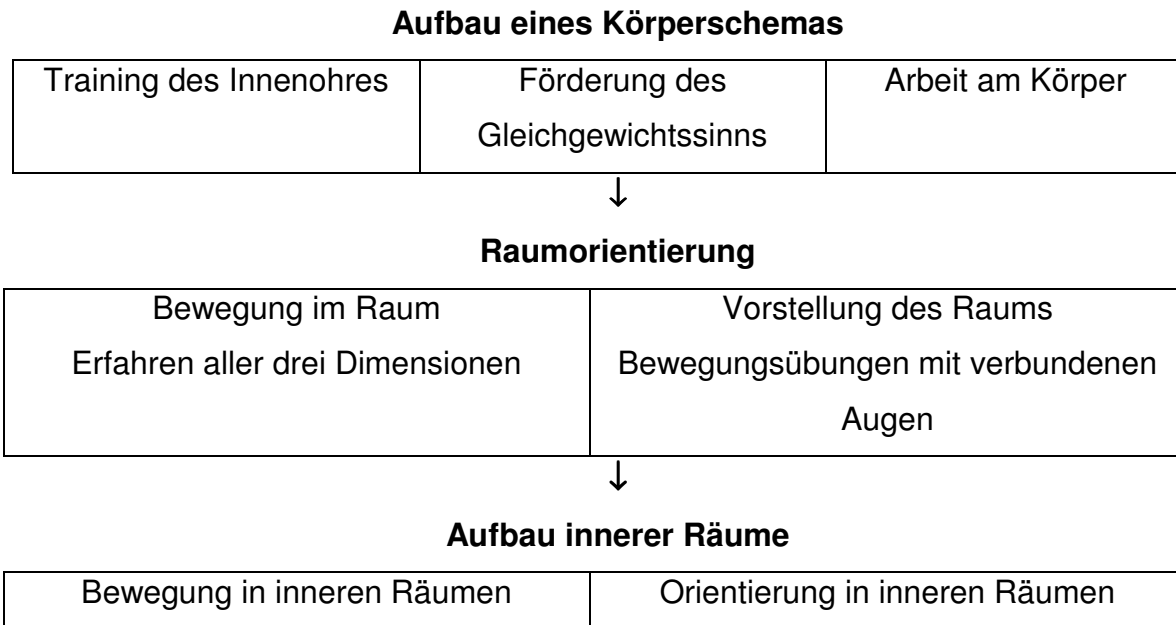 Aufbau eines Körperschemas
Training des Innenohres
Förderung des
Gleichgewichtssinns
Arbeit am Körper
↓
Raumorientierung
Bewegung im Raum
Erfahren aller drei Dimensionen
Vorstellung des Raums
Bewegungsübungen mit verbundenen
Augen
↓
Aufbau innerer Räume
Bewegung in inneren Räumen
Orientierung in inneren Räumen